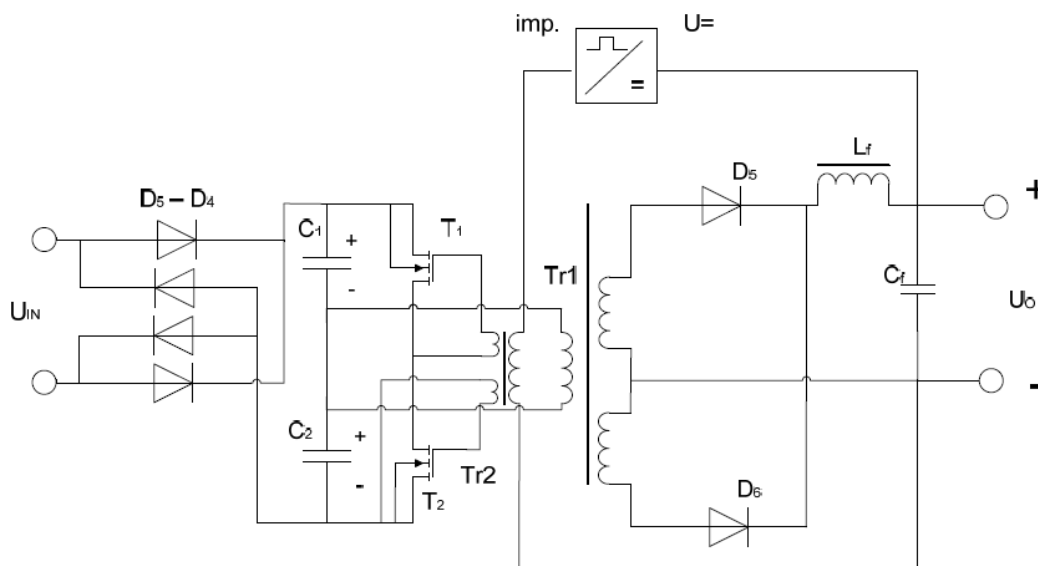 imp. U=
=
Lf
D5
+
D5 – D4
C1
+
-
T1
Tr1
Cf
UIN
Uo
C2
+
-
Tr2
T2
D6
-